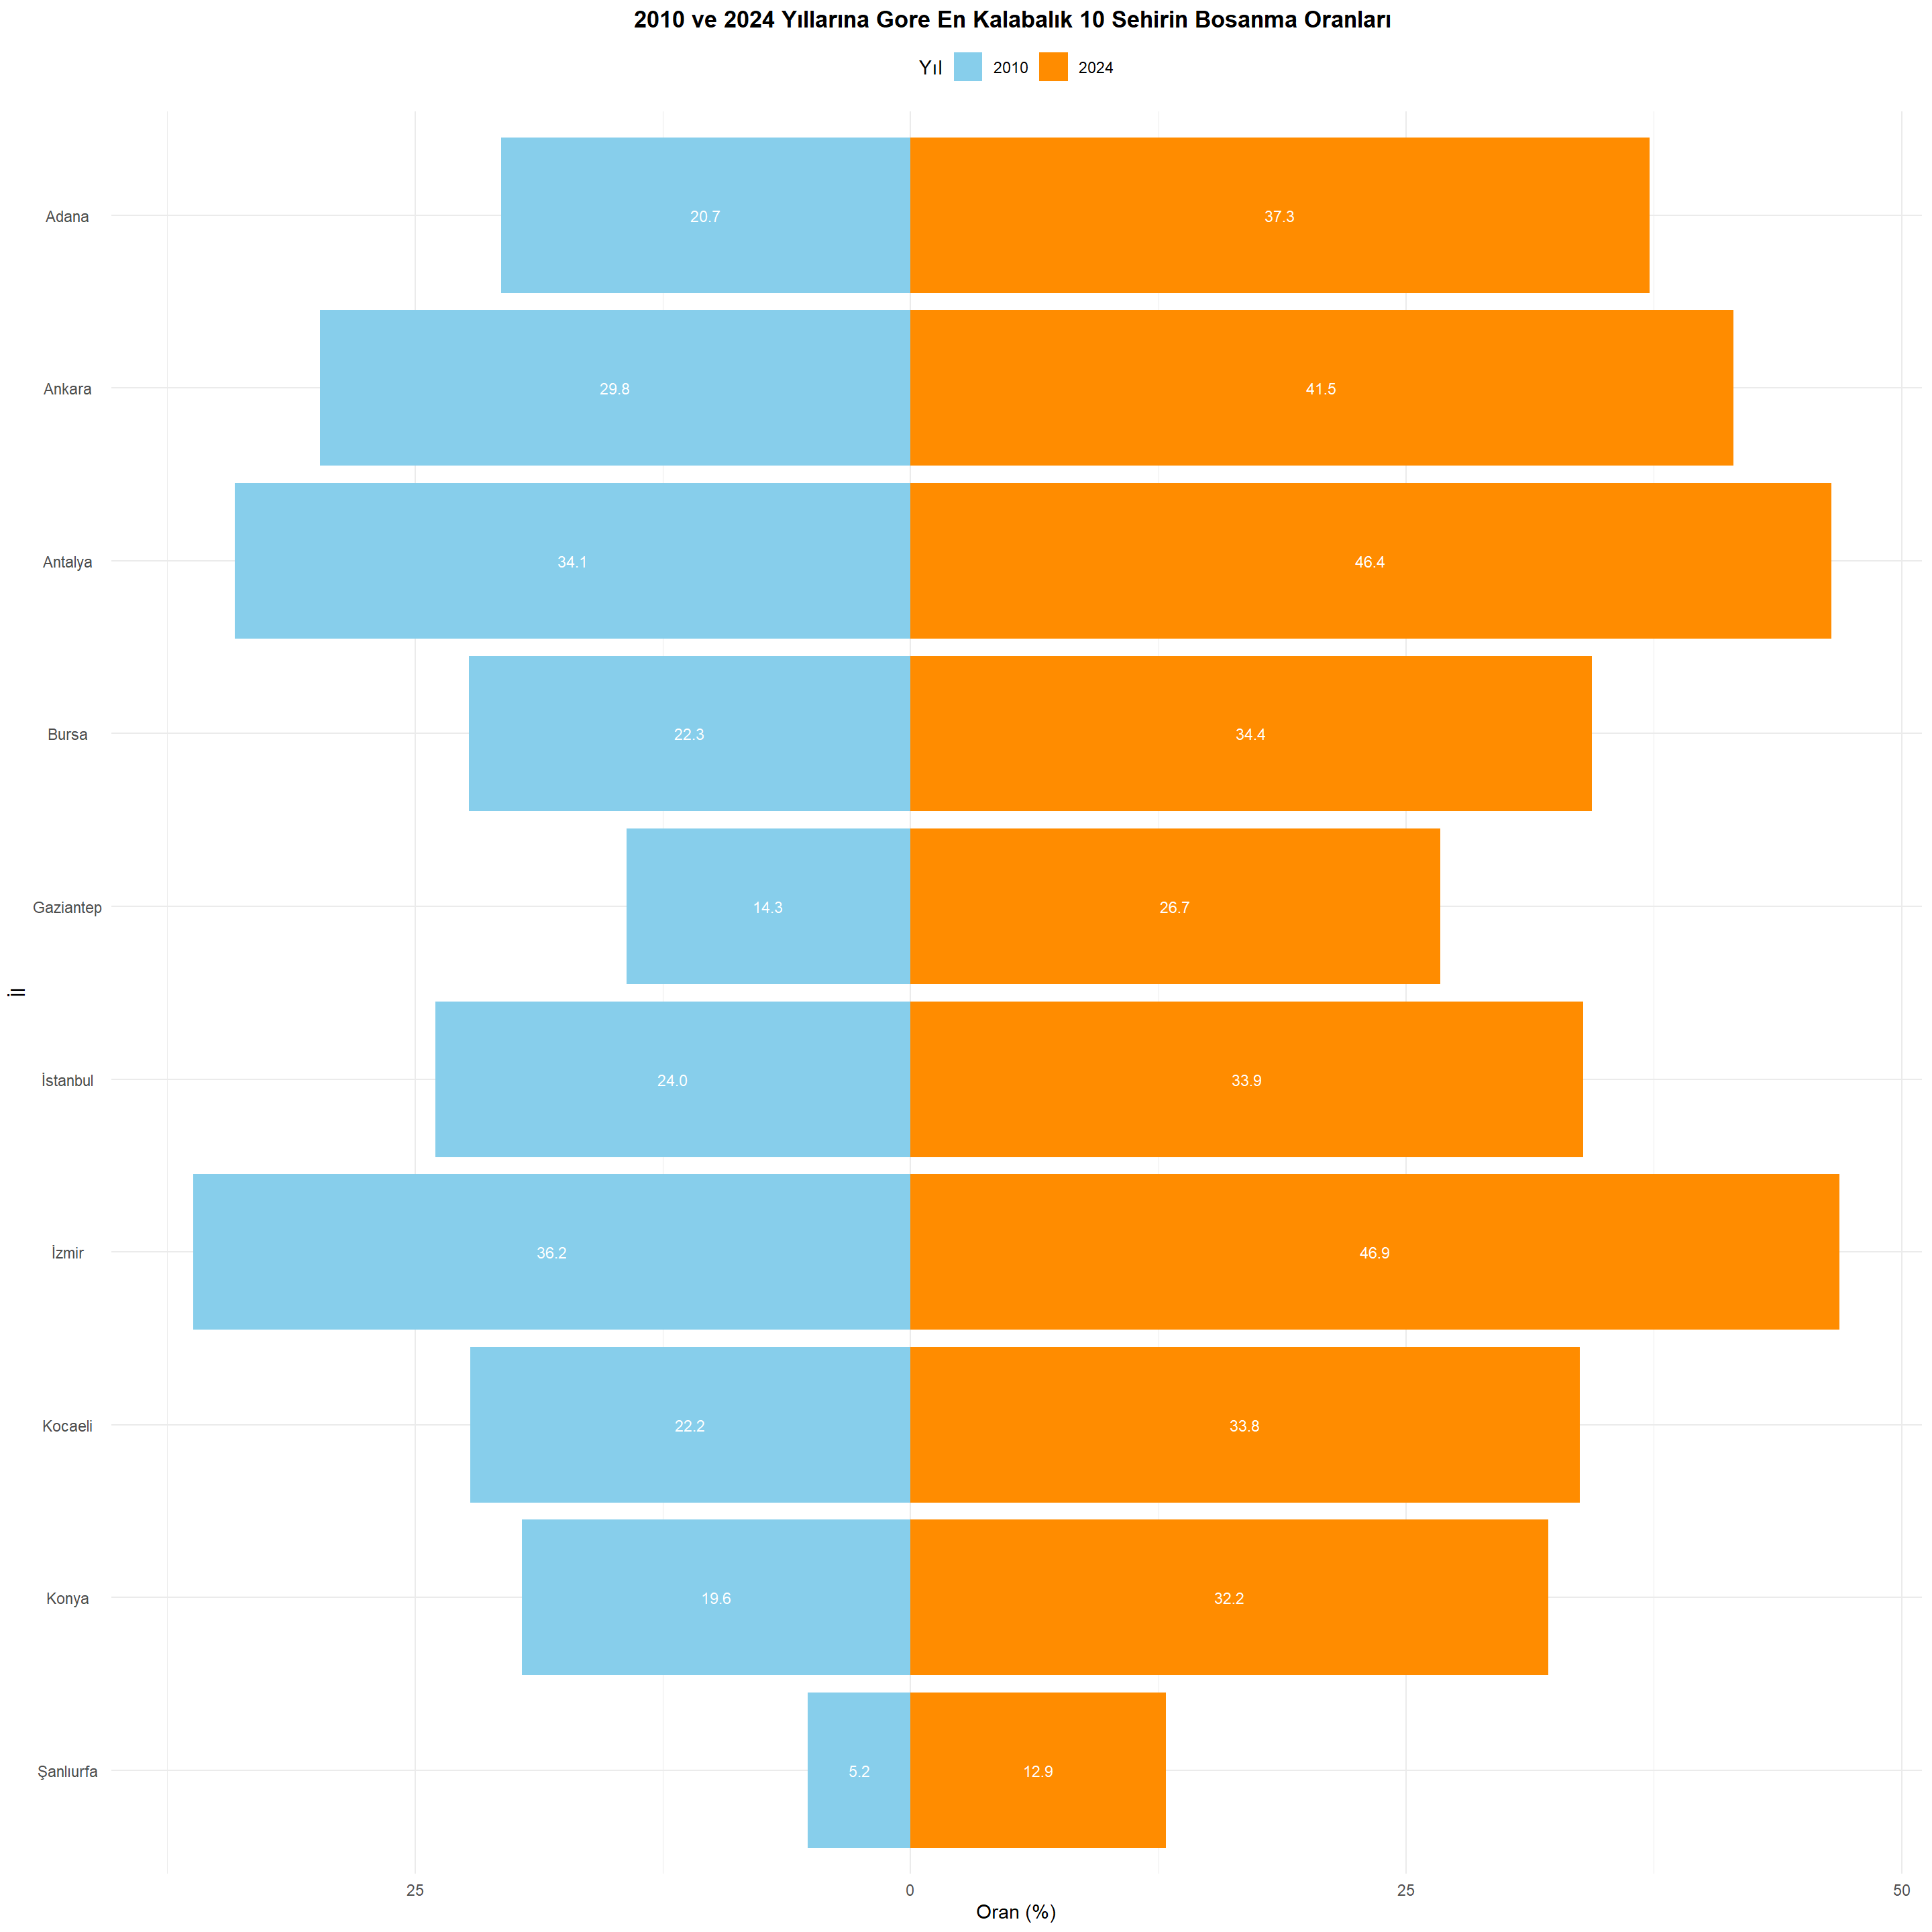 2010 ve 2024 Yıllarına Gore En Kalabalık 10 Sehirin Bosanma Oranları
Yıl 2010 2024
Adana 20.7 37.3
Ankara 29.8 41.5
Antalya 34.1 46.4
Bursa 22.3 34.4
Gaziantep 14.3 26.7
il
İstanbul 24.0 33.9
İzmir 36.2 46.9
Kocaeli 22.2 33.8
Konya 19.6 32.2
Şanlıurfa 5.2 12.9
25 0 25 50
Oran (%)